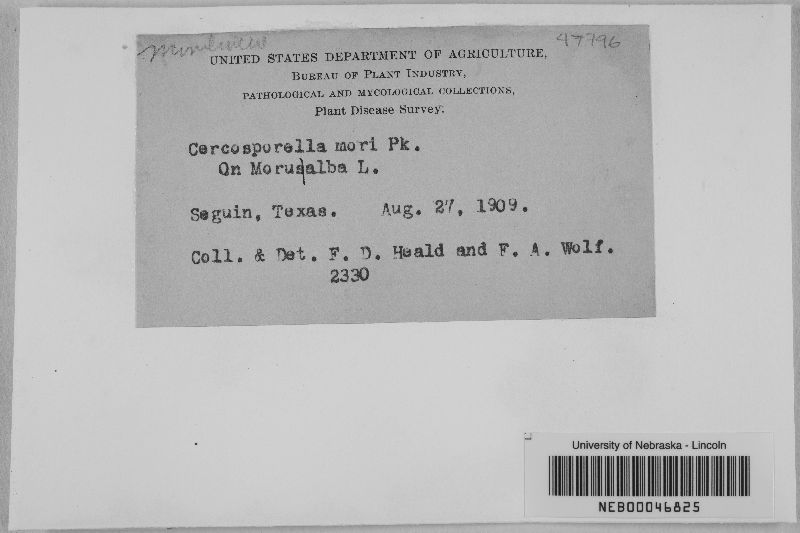 47796
UNITED STATES DEPARTMENT OF AGRICULTURE,
BUREAU OF PLANT INDUSTRY,
PATHOLOGICAL AND MYCOLOGICAL COLLECTIONS,
Plant Disease Survey.
Cercosporella mori Pk.
On Morus|alba L.
Seguin, Texas. Aug. 27, 1909.
Coll. & Det. F. D. Heald and F. A. Wolf.
2330
University of Nebraska - Lincoln
NEB00046825